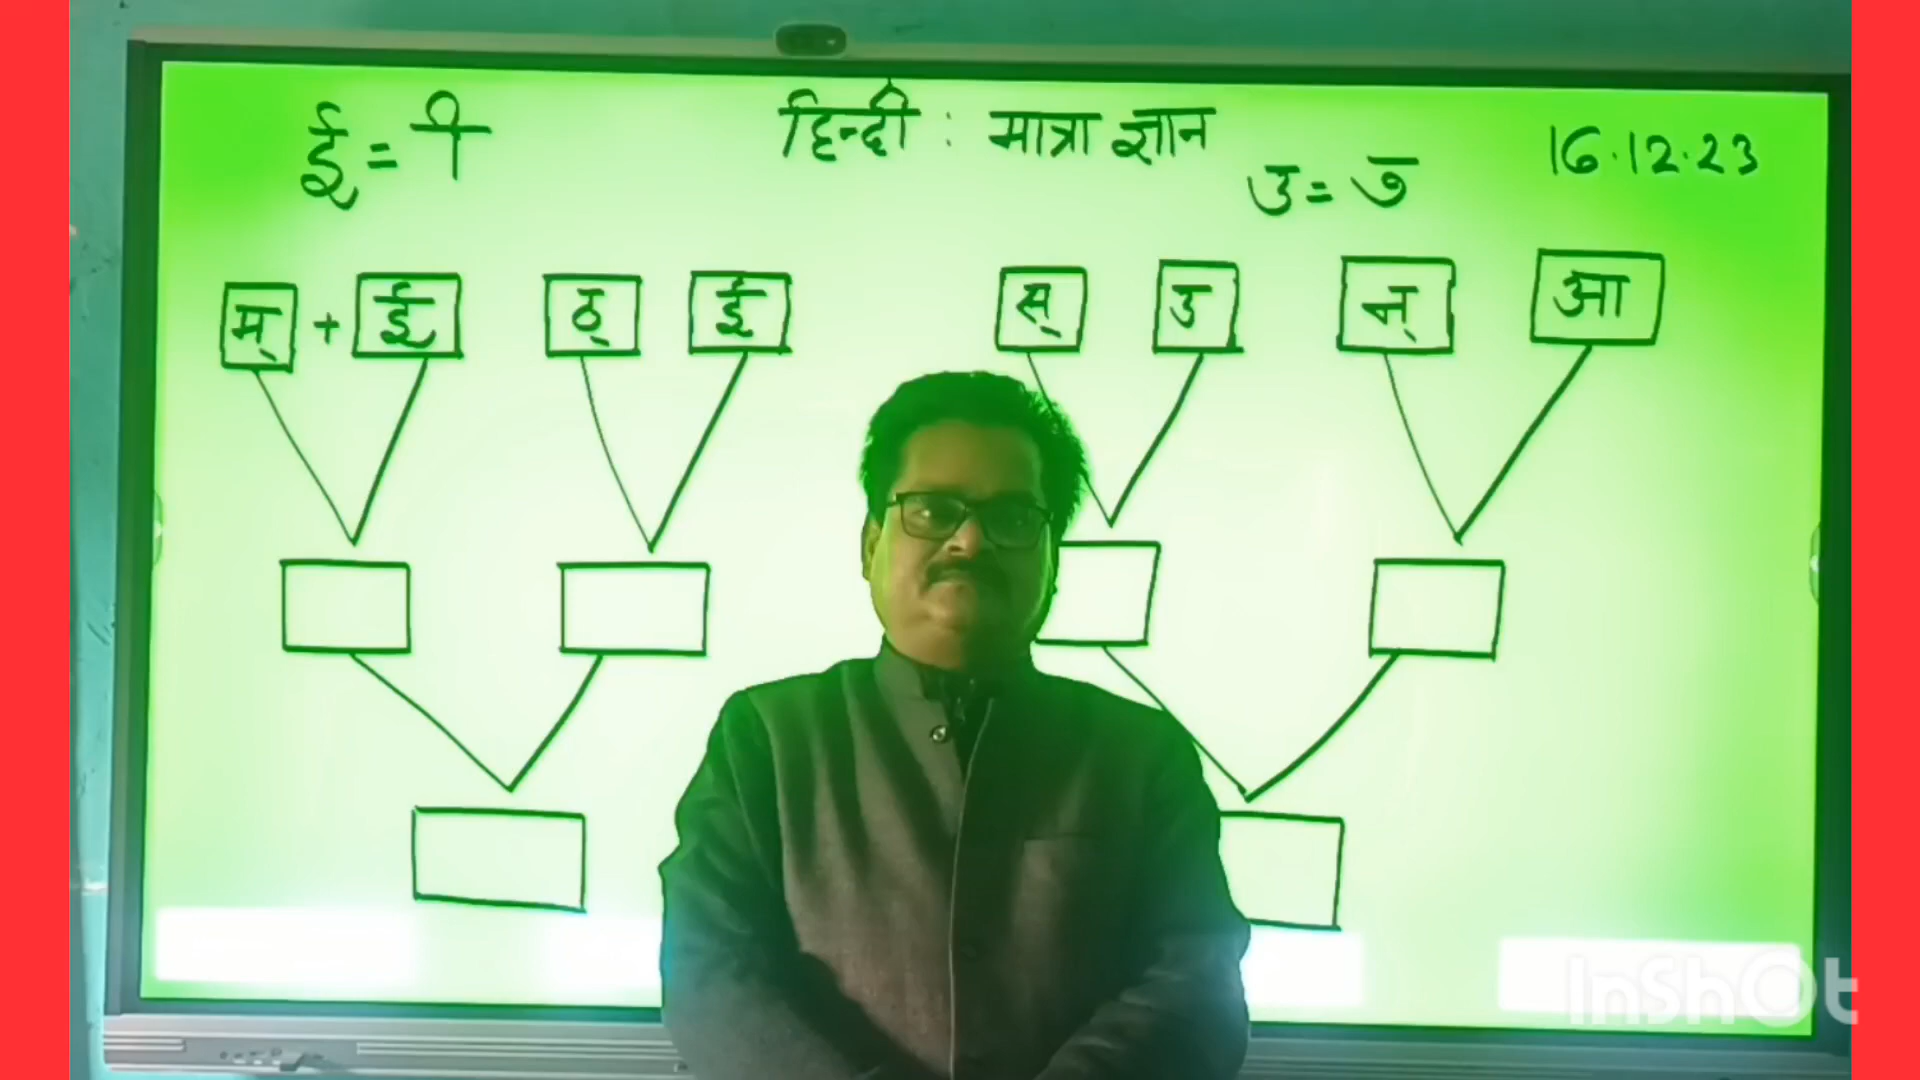 हिन्दी : मात्रा ज्ञान
16.12.23
ई = ी
उ = ु
म् + ई ठ् ई स् उ न् आ
InShOt